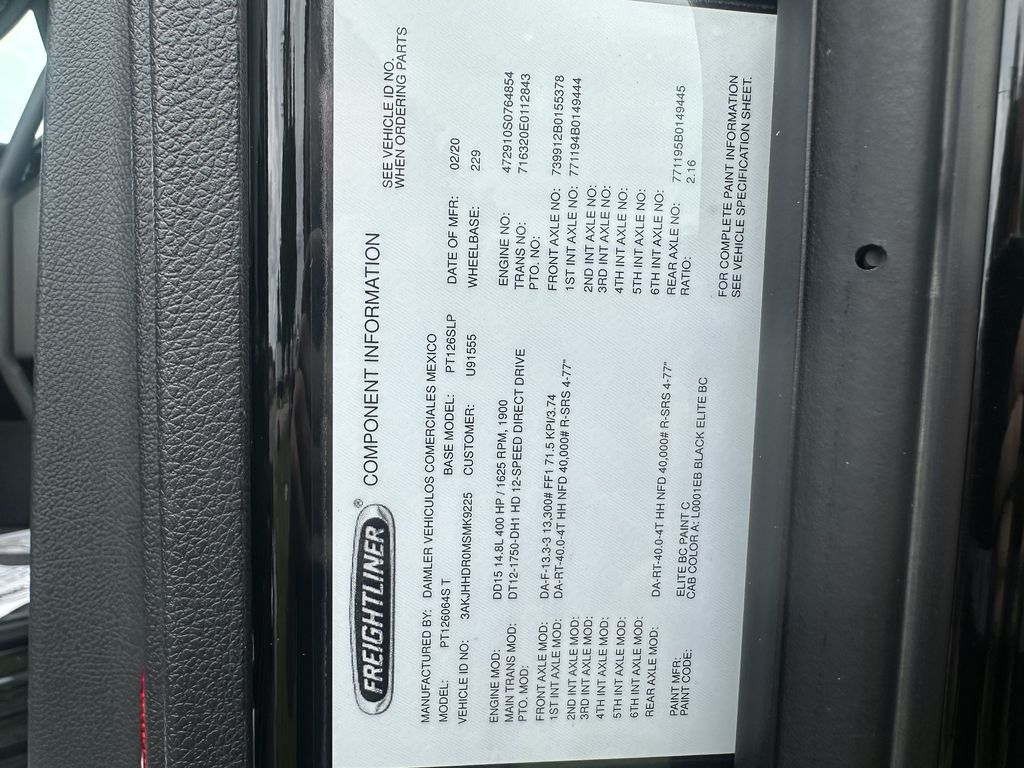 FREIGHTLINER® COMPONENT INFORMATION
SEE VEHICLE ID NO.
WHEN ORDERING PARTS
MANUFACTURED BY: DAIMLER VEHICULOS COMERCIALES MEXICO
MODEL: PT126064S T BASE MODEL: PT126SLP DATE OF MFR: 02/20
VEHICLE ID NO: 3AKJHHDR0MSMK9225 CUSTOMER: U91555 WHEELBASE: 229
ENGINE MOD: DD15 14.8L 400 HP / 1625 RPM, 1900 ENGINE NO: 472910S0764854
MAIN TRANS MOD: DT12-1750-DH1 HD 12-SPEED DIRECT DRIVE TRANS NO: 716320E0112843
PTO. MOD: PTO. NO:
FRONT AXLE MOD: DA-F-13.3-3 13,300# FF1 71.5 KPI/3.74 FRONT AXLE NO: 739912B0155378
1ST INT AXLE MOD: DA-RT-40.0-4T HH NFD 40,000# R-SRS 4-77" 1ST INT AXLE NO: 771194B0149444
2ND INT AXLE MOD: 2ND INT AXLE NO:
3RD INT AXLE MOD: 3RD INT AXLE NO:
4TH INT AXLE MOD: 4TH INT AXLE NO:
5TH INT AXLE MOD: 5TH INT AXLE NO:
6TH INT AXLE MOD: 6TH INT AXLE NO:
REAR AXLE MOD: DA-RT-40.0-4T HH NFD 40,000# R-SRS 4-77" REAR AXLE NO: 771195B0149445
RATIO: 2.16
PAINT MFR: ELITE BC PAINT C
PAINT CODE: CAB COLOR A: L0001EB BLACK ELITE BC
FOR COMPLETE PAINT INFORMATION
SEE VEHICLE SPECIFICATION SHEET.